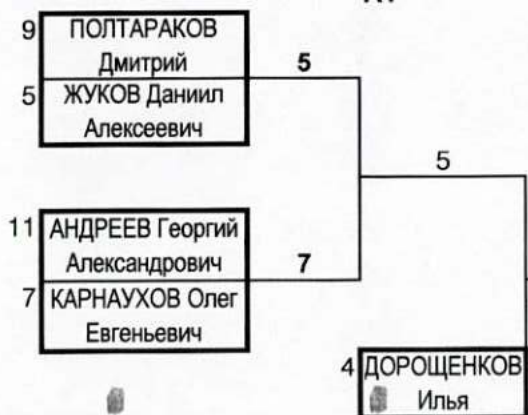 9 ПОЛТАРАКОВ
Дмитрий
5
5 ЖУКОВ Даниил
Алексеевич
5
11 АНДРЕЕВ Георгий
Александрович
7
7 КАРНАУХОВ Олег
Евгеньевич
4 ДОРОЩЕНКОВ
Илья